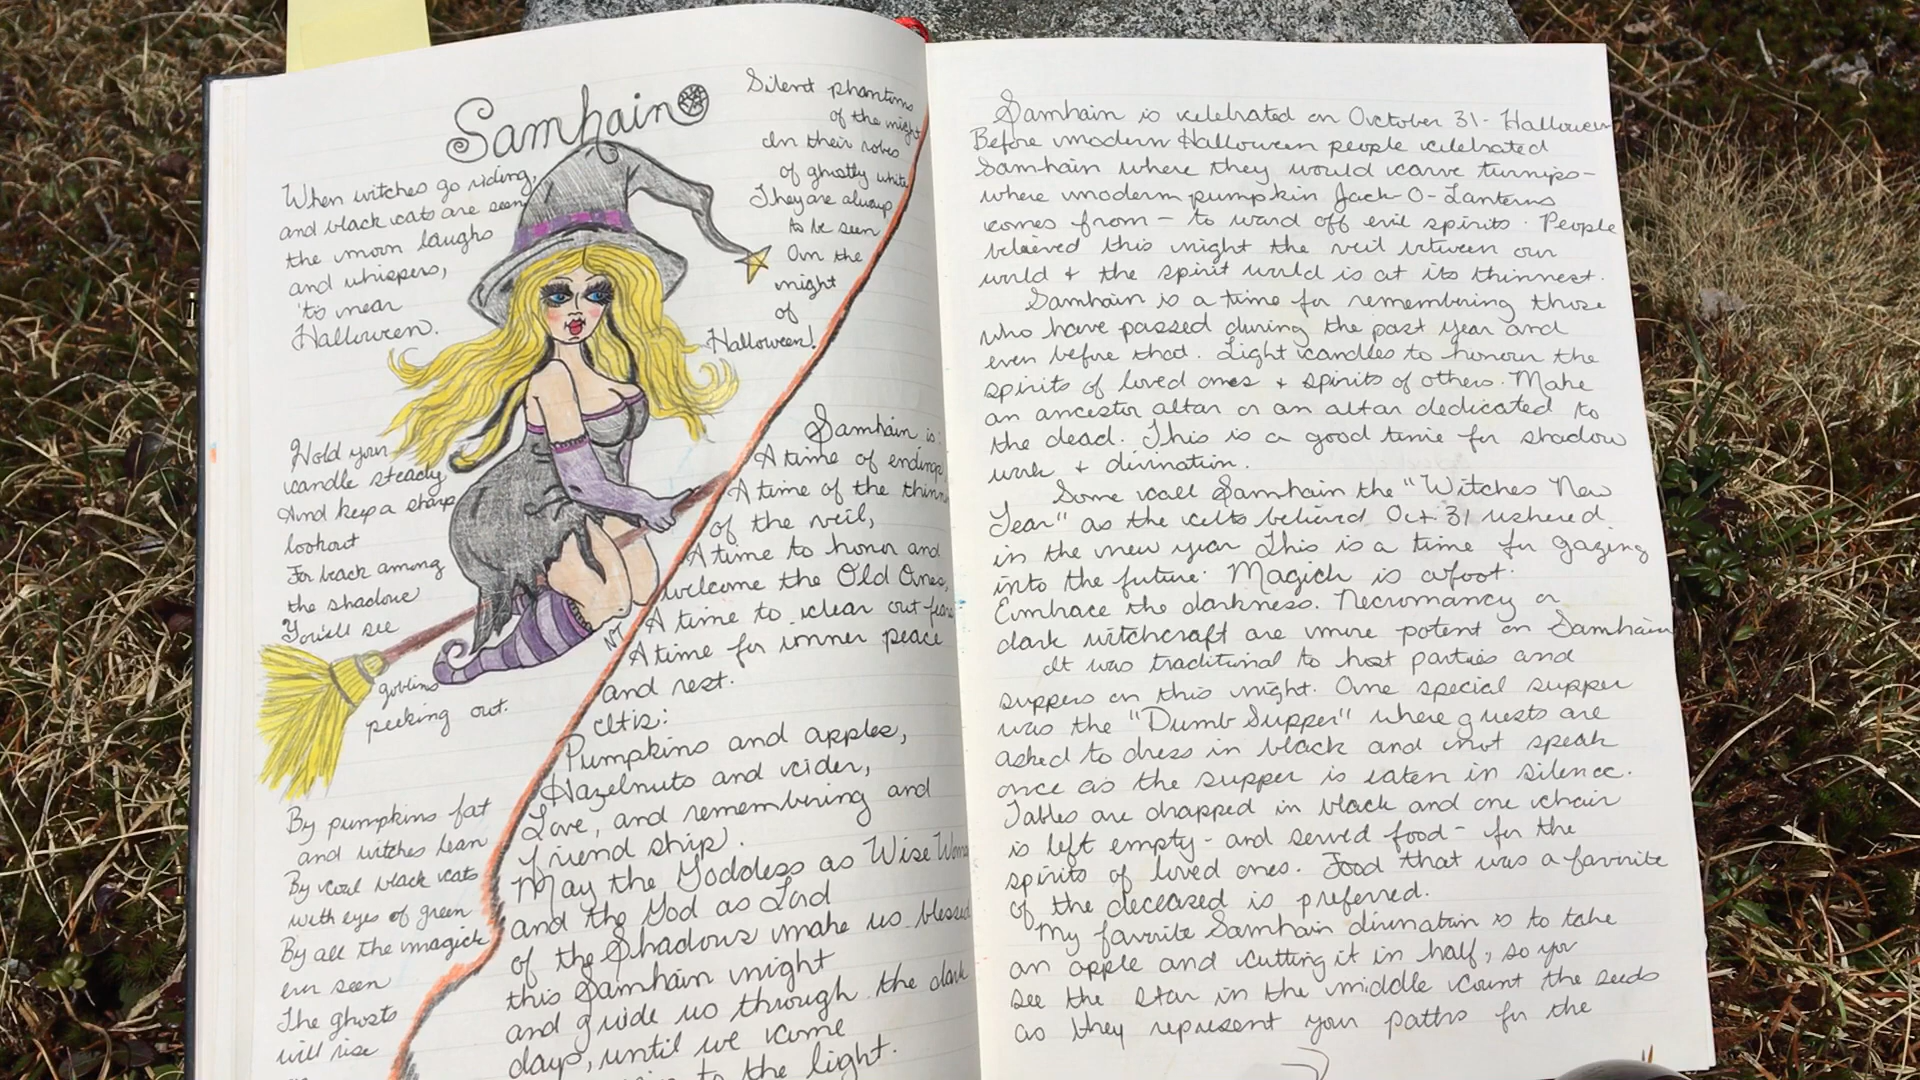 Samhain
When witches go riding,
and black cats are seen
the moon laughs
and whispers,
'tis near
Halloween.
Silent phantoms
of the night
In their robes
of ghostly white
They are always
to be seen
On the
night
of
Halloween!
Hold your
candle steady
And keep a sharp
lookout
For back among
the shadows
You'll see
goblins
peeking out.
NT
By pumpkins fat
and witches lean
By coal black cats
with eyes of green
By all the magick
ever seen
The ghosts
will rise
Samhain is:
A time of endings
A time of the thinn
of the veil,
A time to honor and
welcome the Old Ones,
A time to clear out fears
A time for inner peace
and rest.
It is:
Pumpkins and apples,
Hazelnuts and cider,
Love, and remembering and
friend ship.
May the Goddess as Wise Woma
and the God as Lord
of the Shadows make us blessed
this Samhain night
and guide us through the dark
days, until we come
to the light.
Samhain is celebrated on October 31 - Halloween
Before modern Halloween people celebrated
Samhain where they would carve turnips -
where modern pumpkin Jack-O-Lanterns
comes from - to ward off evil spirits. People
believed this night the veil btween our
world & the spirit world is at its thinnest.
Samhain is a time for remembering those
who have passed during the past year and
even before that. Light candles to honour the
spirits of loved ones & spirits of others. Make
an ancestor altar or an altar dedicated to
the dead. This is a good time for shadow
work & divination.
Some call Samhain the "Witches New
Year" as the celts believed Oct 31 ushered
in the new year This is a time for gazing
into the future. Magick is afoot.
Embrace the darkness. Necromancy or
dark witchcraft are more potent on Samhain
It was traditional to host parties and
suppers on this night. One special supper
was the "Dumb Supper" where guests are
asked to dress in black and not speak
once as the supper is eaten in silence.
Tables are drapped in black and one chair
is left empty - and served food - for the
spirits of loved ones. Food that was a favorite
of the deceased is preferred.
My favorite Samhain divination is to take
an apple and cutting it in half, so you
see the star in the middle count the seeds
as they represent your paths for the